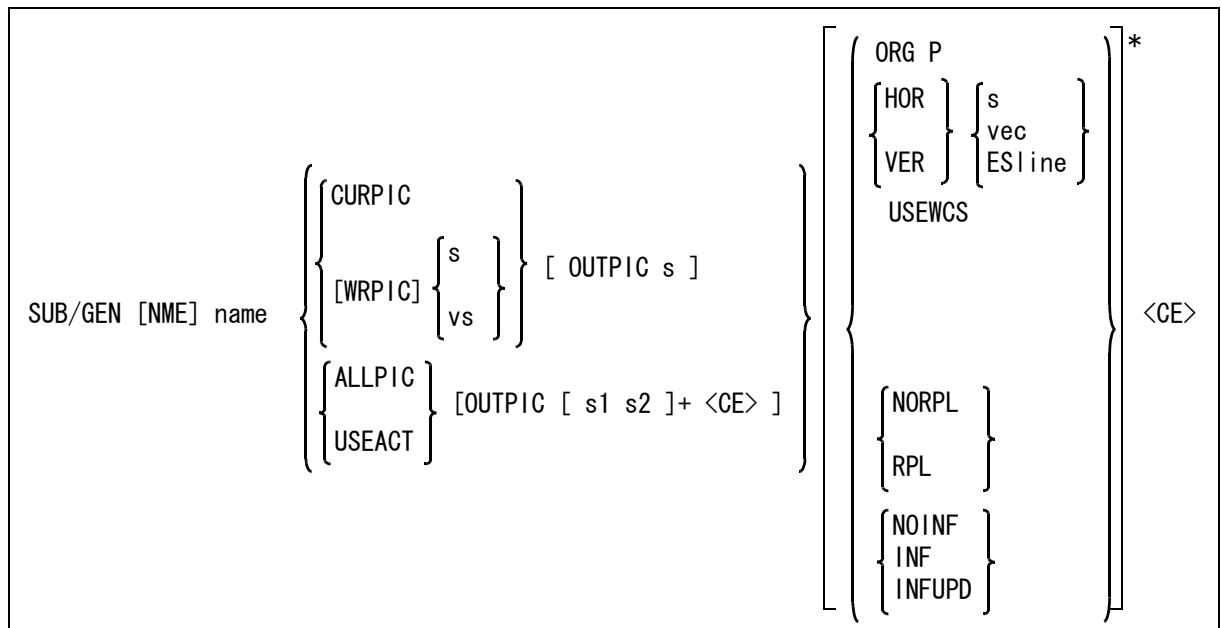 SUB/GEN [NME] name
CURPIC
[WRPIC]
s
vs
[ OUTPIC s ]
ALLPIC
USEACT
[OUTPIC [ s1 s2 ]+ <CE> ]
ORG P
HOR
VER
s
vec
ESline
USEWCS
NORPL
RPL
NOINF
INF
INFUPD
*
<CE>